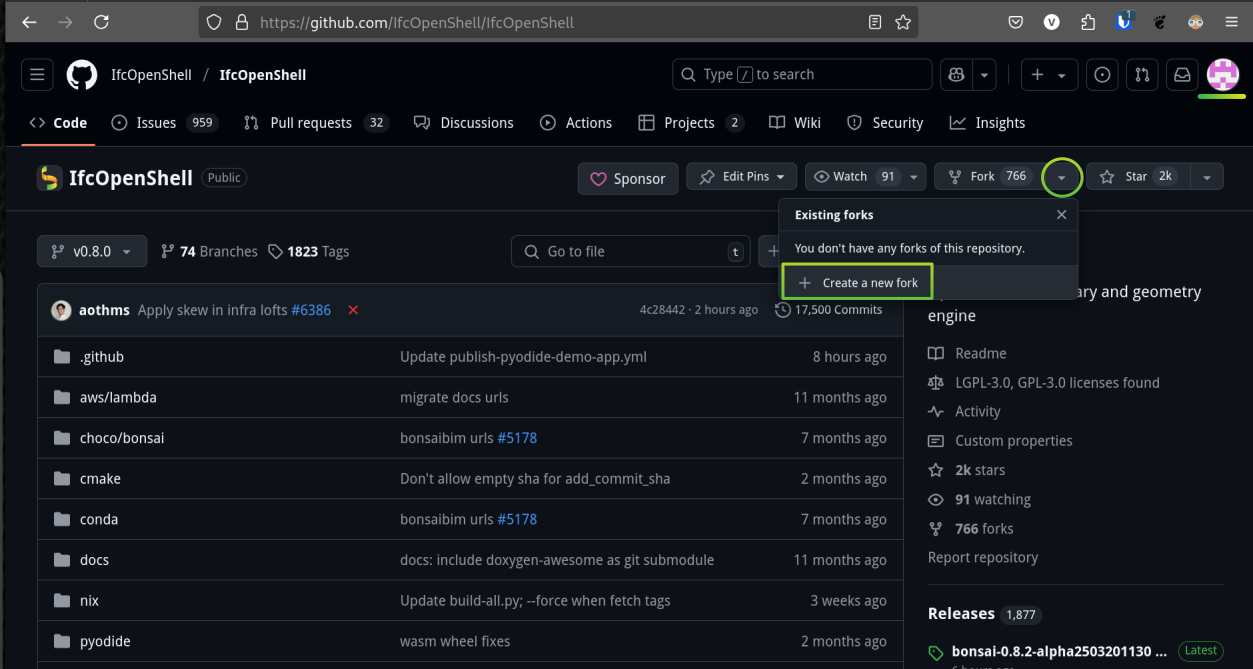 https://github.com/IfcOpenShell/IfcOpenShell
V
1
IfcOpenShell / IfcOpenShell
Type / to search
Code
Issues 959
Pull requests 32
Discussions
Actions
Projects 2
Wiki
Security
Insights
IfcOpenShell Public
Sponsor
Edit Pins
Watch 91
Fork 766
Star 2k
Existing forks
You don't have any forks of this repository.
Create a new fork
v0.8.0
74 Branches
1823 Tags
Go to file t
ary and geometry
engine
aothms Apply skew in infra lofts #6386
4c28442 · 2 hours ago
17,500 Commits
.github Update publish-pyodide-demo-app.yml 8 hours ago
aws/lambda migrate docs urls 11 months ago
choco/bonsai bonsaibim urls #5178 7 months ago
cmake Don't allow empty sha for add_commit_sha 2 months ago
conda bonsaibim urls #5178 7 months ago
docs docs: include doxygen-awesome as git submodule 11 months ago
nix Update build-all.py; --force when fetch tags 3 weeks ago
pyodide wasm wheel fixes 2 months ago
Readme
LGPL-3.0, GPL-3.0 licenses found
Activity
Custom properties
2k stars
91 watching
766 forks
Report repository
Releases 1,877
bonsai-0.8.2-alpha2503201130 ... Latest